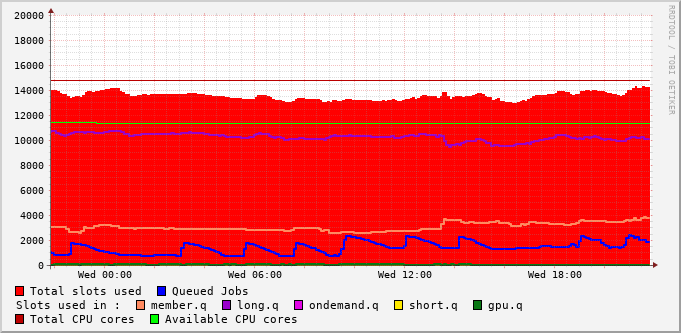 RRDTOOL / TOBI OETIKER
20000
18000
16000
14000
12000
10000
8000
6000
4000
2000
0
Wed 00:00 Wed 06:00 Wed 12:00 Wed 18:00
Total slots used Queued Jobs
Slots used in : member.q long.q ondemand.q short.q gpu.q
Total CPU cores Available CPU cores